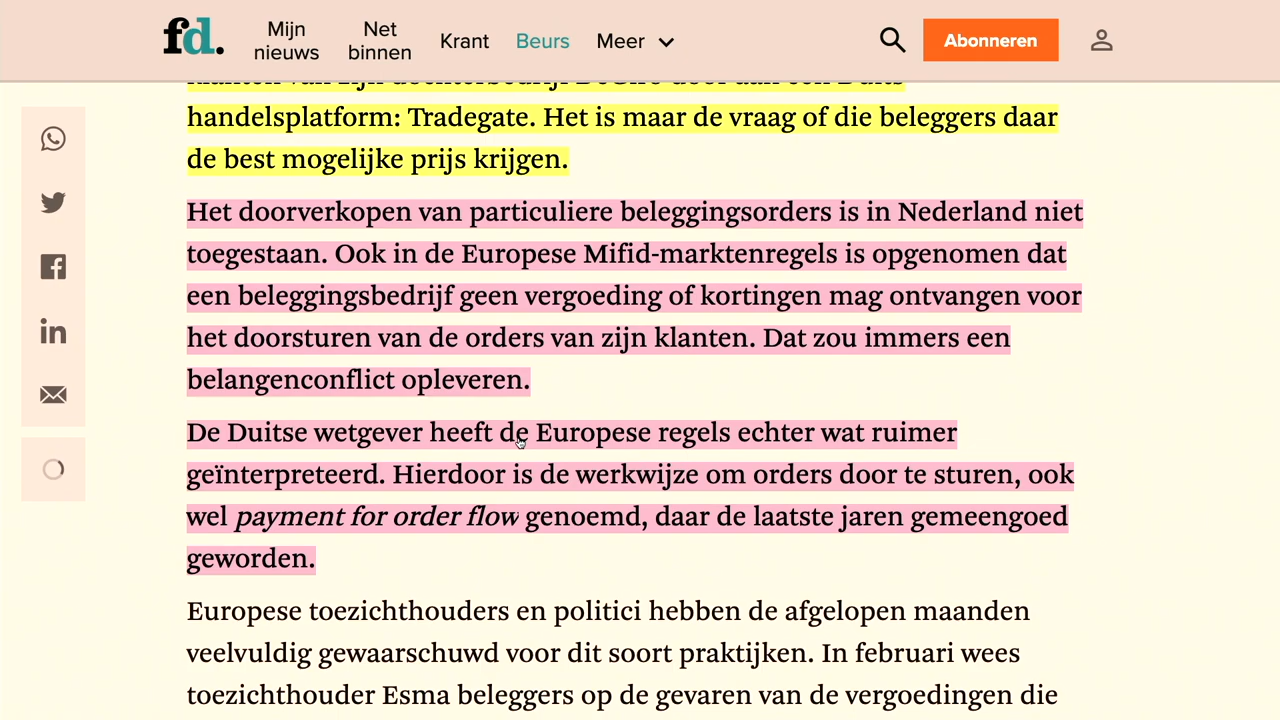 fd.
Mijn nieuws
Net binnen
Krant
Beurs
Meer
Abonneren
handelsplatform: Tradegate. Het is maar de vraag of die beleggers daar
de best mogelijke prijs krijgen.
Het doorverkopen van particuliere beleggingsorders is in Nederland niet
toegestaan. Ook in de Europese Mifid-marktenregels is opgenomen dat
een beleggingsbedrijf geen vergoeding of kortingen mag ontvangen voor
het doorsturen van de orders van zijn klanten. Dat zou immers een
belangenconflict opleveren.
De Duitse wetgever heeft de Europese regels echter wat ruimer
geïnterpreteerd. Hierdoor is de werkwijze om orders door te sturen, ook
wel payment for order flow genoemd, daar de laatste jaren gemeengoed
geworden.
Europese toezichthouders en politici hebben de afgelopen maanden
veelvuldig gewaarschuwd voor dit soort praktijken. In februari wees
toezichthouder Esma beleggers op de gevaren van de vergoedingen die